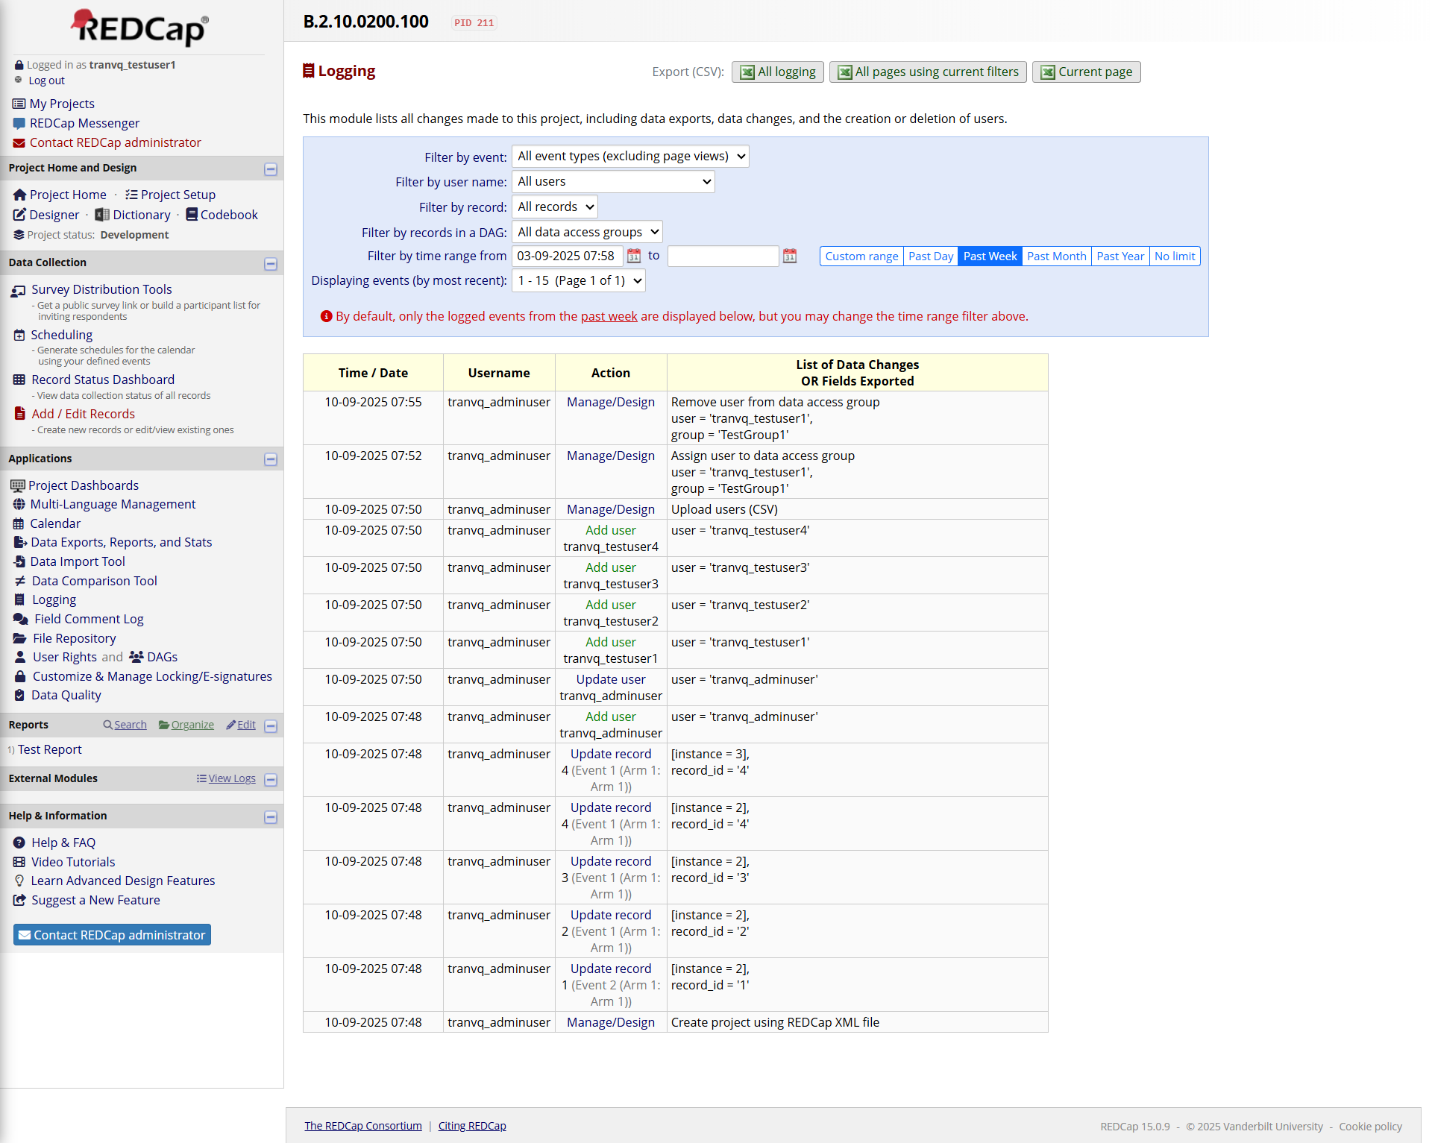 REDCap®
Logged in as tranvq_testuser1
Log out
My Projects
REDCap Messenger
Contact REDCap administrator
Project Home and Design
Project Home · Project Setup
Designer · Dictionary · Codebook
Project status: Development
Data Collection
Survey Distribution Tools
- Get a public survey link or build a participant list for
inviting respondents
Scheduling
- Generate schedules for the calendar
using your defined events
Record Status Dashboard
- View data collection status of all records
Add / Edit Records
- Create new records or edit/view existing ones
Applications
Project Dashboards
Multi-Language Management
Calendar
Data Exports, Reports, and Stats
Data Import Tool
Data Comparison Tool
Logging
Field Comment Log
File Repository
User Rights and DAGs
Customize & Manage Locking/E-signatures
Data Quality
Reports Search Organize Edit
1) Test Report
External Modules View Logs
Help & Information
Help & FAQ
Video Tutorials
Learn Advanced Design Features
Suggest a New Feature
Contact REDCap administrator
B.2.10.0200.100 PID 211
Logging
Export (CSV): All logging All pages using current filters Current page
This module lists all changes made to this project, including data exports, data changes, and the creation or deletion of users.
Filter by event: All event types (excluding page views)
Filter by user name: All users
Filter by record: All records
Filter by records in a DAG: All data access groups
Filter by time range from 03-09-2025 07:58 to Custom range Past Day Past Week Past Month Past Year No limit
Displaying events (by most recent): 1 - 15 (Page 1 of 1)
By default, only the logged events from the past week are displayed below, but you may change the time range filter above.
Time / Date Username Action List of Data Changes
OR Fields Exported
10-09-2025 07:55 tranvq_adminuser Manage/Design Remove user from data access group
user = 'tranvq_testuser1',
group = 'TestGroup1'
10-09-2025 07:52 tranvq_adminuser Manage/Design Assign user to data access group
user = 'tranvq_testuser1',
group = 'TestGroup1'
10-09-2025 07:50 tranvq_adminuser Manage/Design Upload users (CSV)
10-09-2025 07:50 tranvq_adminuser Add user user = 'tranvq_testuser4'
tranvq_testuser4
10-09-2025 07:50 tranvq_adminuser Add user user = 'tranvq_testuser3'
tranvq_testuser3
10-09-2025 07:50 tranvq_adminuser Add user user = 'tranvq_testuser2'
tranvq_testuser2
10-09-2025 07:50 tranvq_adminuser Add user user = 'tranvq_testuser1'
tranvq_testuser1
10-09-2025 07:50 tranvq_adminuser Update user user = 'tranvq_adminuser'
tranvq_adminuser
10-09-2025 07:48 tranvq_adminuser Add user user = 'tranvq_adminuser'
tranvq_adminuser
10-09-2025 07:48 tranvq_adminuser Update record [instance = 3],
4 (Event 1 (Arm 1: record_id = '4'
Arm 1))
10-09-2025 07:48 tranvq_adminuser Update record [instance = 2],
4 (Event 1 (Arm 1: record_id = '4'
Arm 1))
10-09-2025 07:48 tranvq_adminuser Update record [instance = 2],
3 (Event 1 (Arm 1: record_id = '3'
Arm 1))
10-09-2025 07:48 tranvq_adminuser Update record [instance = 2],
2 (Event 1 (Arm 1: record_id = '2'
Arm 1))
10-09-2025 07:48 tranvq_adminuser Update record [instance = 2],
1 (Event 2 (Arm 1: record_id = '1'
Arm 1))
10-09-2025 07:48 tranvq_adminuser Manage/Design Create project using REDCap XML file
The REDCap Consortium | Citing REDCap
REDCap 15.0.9 - © 2025 Vanderbilt University - Cookie policy